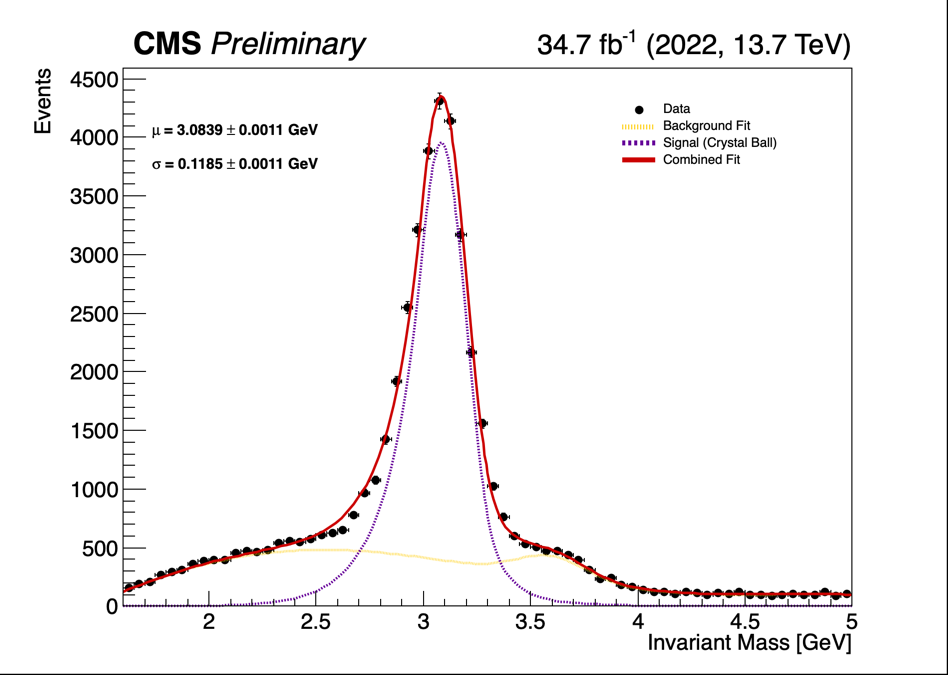 CMS Preliminary
34.7 fb⁻¹ (2022, 13.7 TeV)
Events
4500
4000
3500
3000
2500
2000
1500
1000
500
0
μ = 3.0839 ± 0.0011 GeV
σ = 0.1185 ± 0.0011 GeV
Data
Background Fit
Signal (Crystal Ball)
Combined Fit
2 2.5 3 3.5 4 4.5 5
Invariant Mass [GeV]